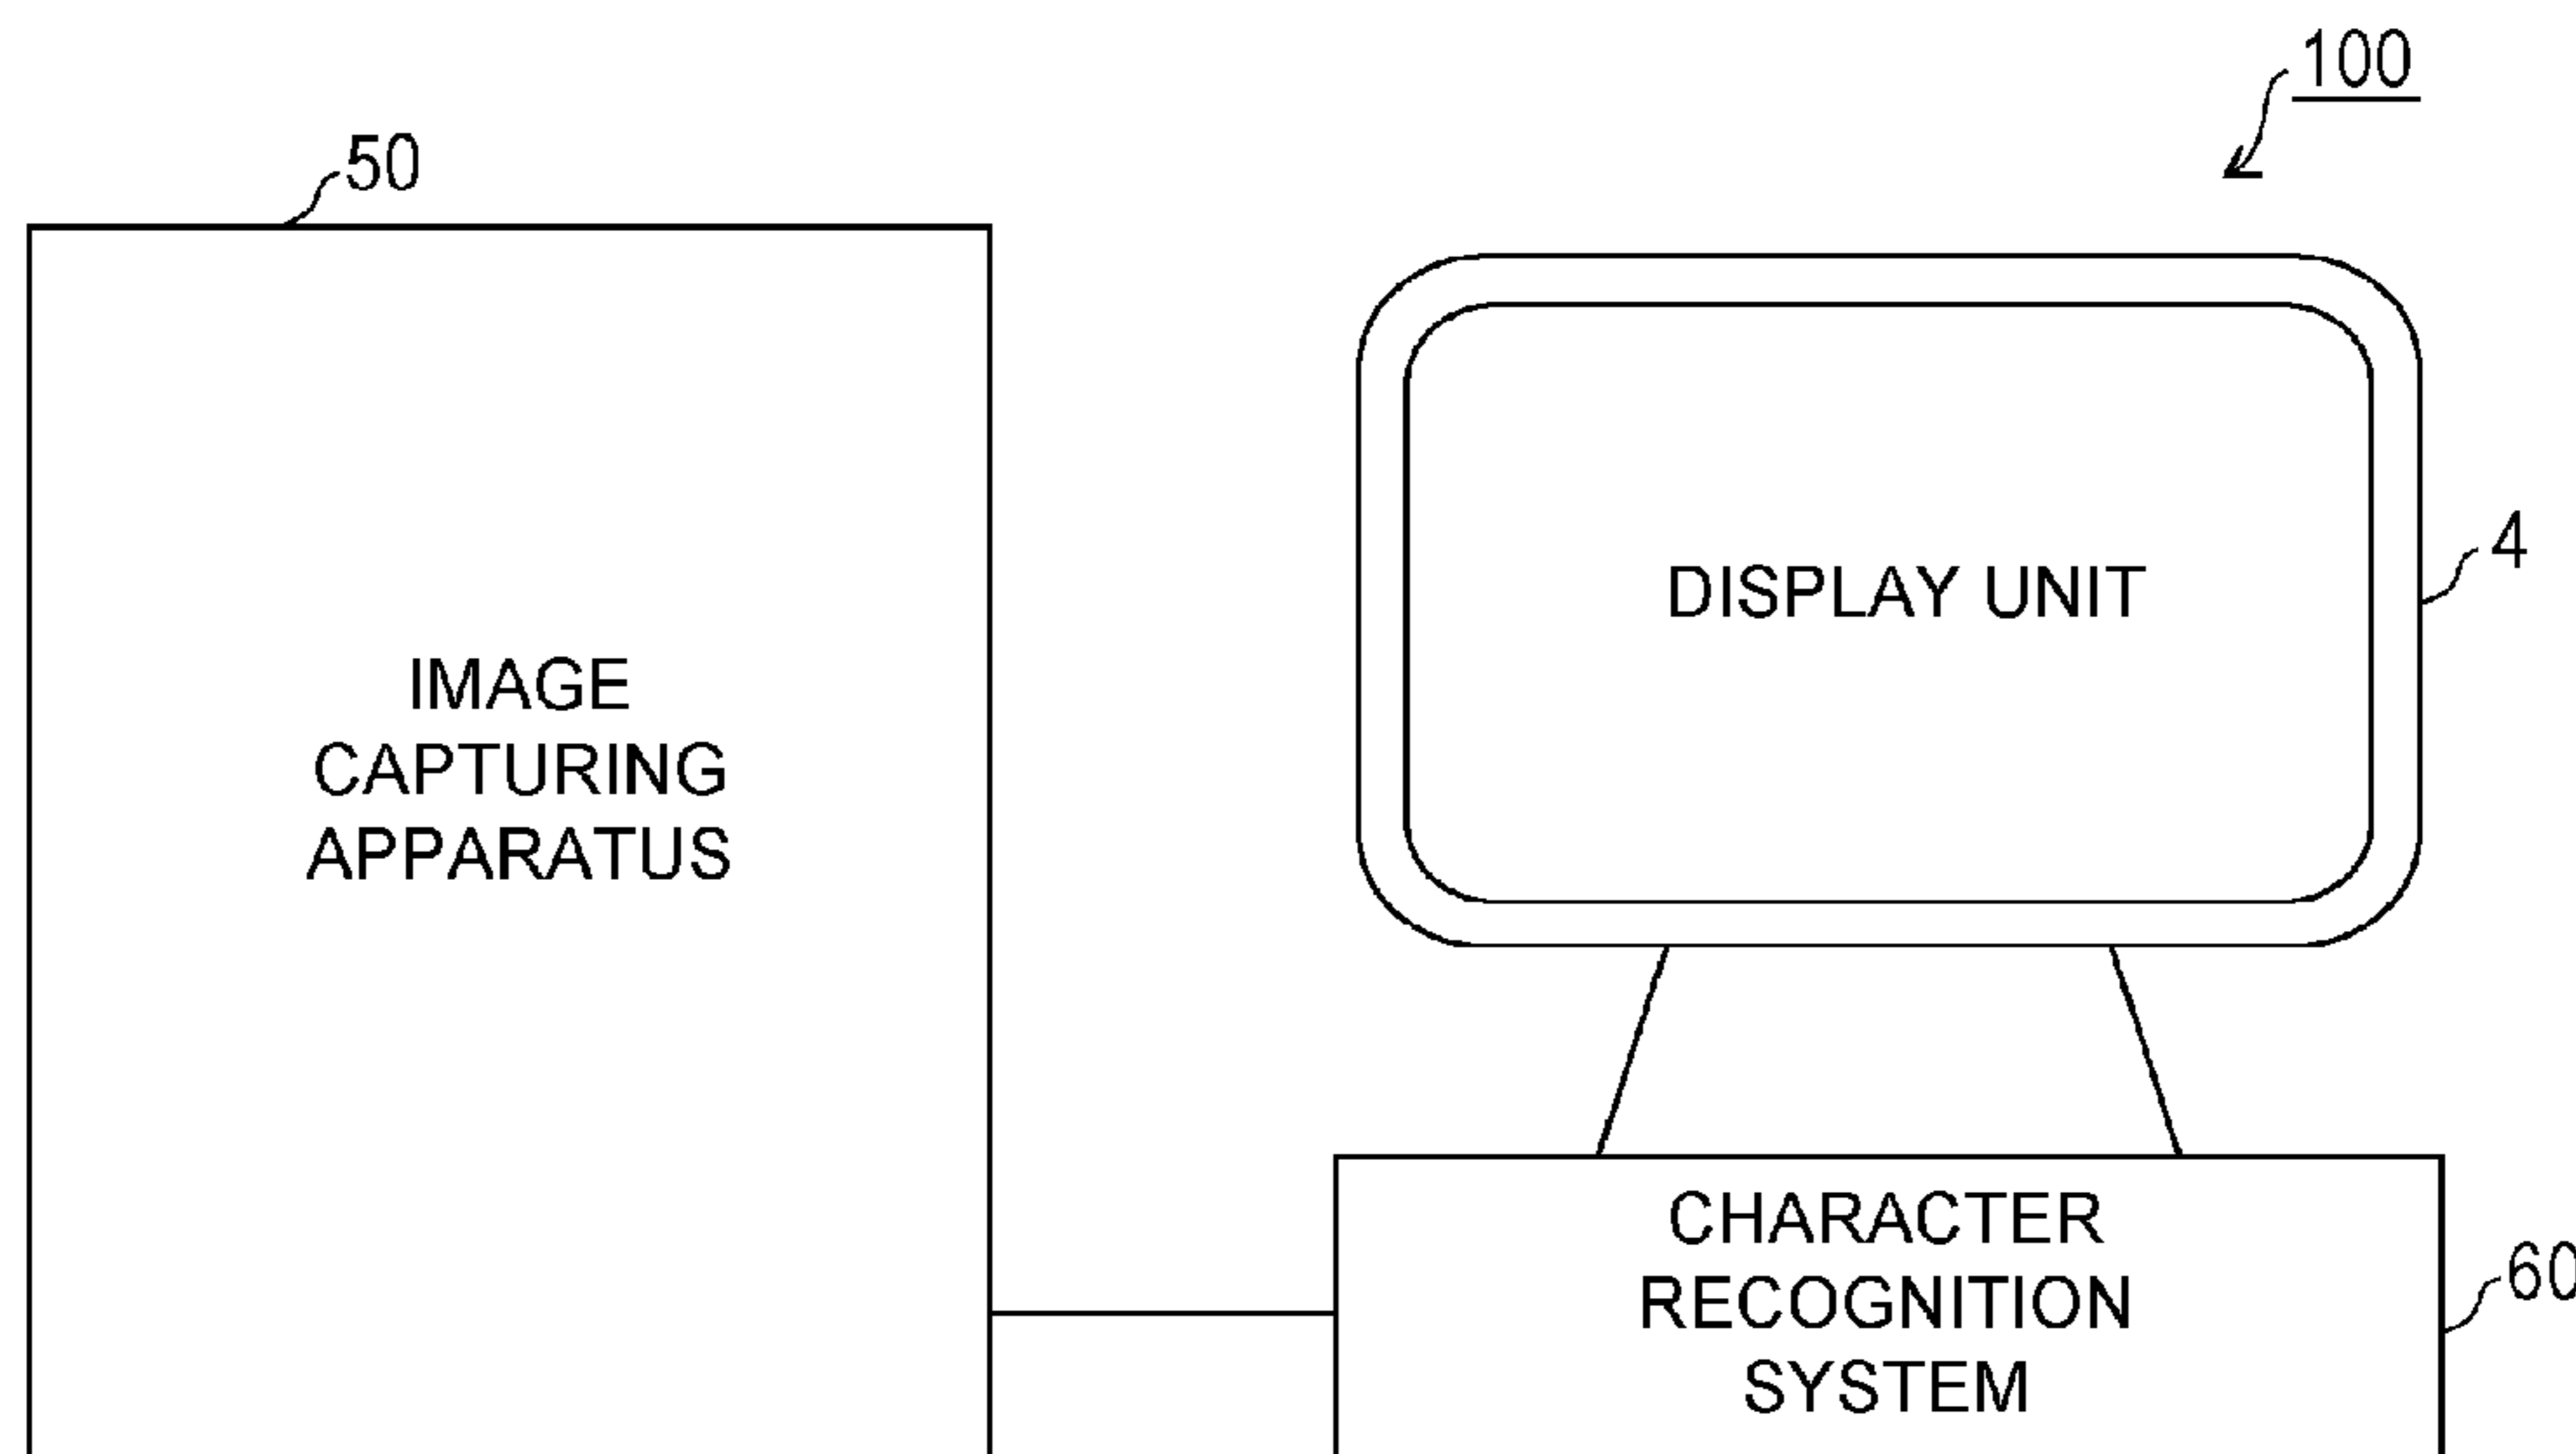 100
50
DISPLAY UNIT
4
IMAGE
CAPTURING
APPARATUS
CHARACTER
RECOGNITION
SYSTEM
60